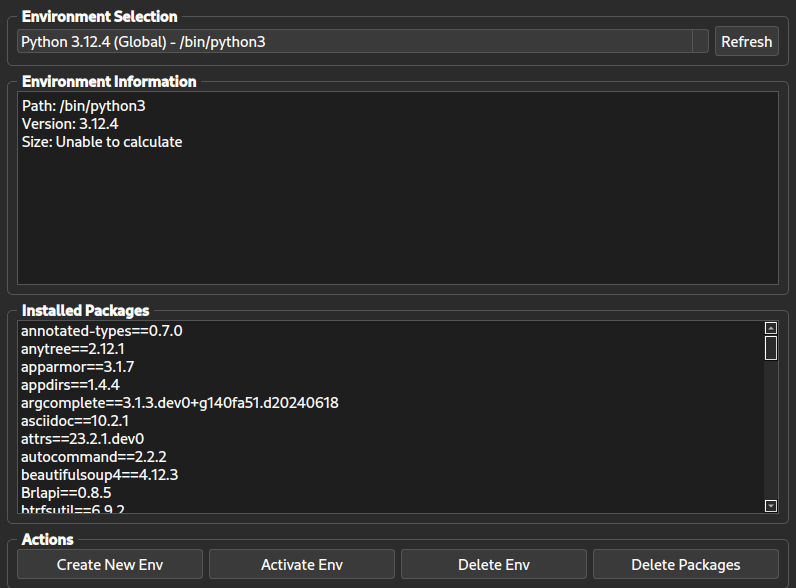 Environment Selection
Python 3.12.4 (Global) - /bin/python3
Refresh
Environment Information
Path: /bin/python3
Version: 3.12.4
Size: Unable to calculate
Installed Packages
annotated-types==0.7.0
anytree==2.12.1
apparmor==3.1.7
appdirs==1.4.4
argcomplete==3.1.3.dev0+g140fa51.d20240618
asciidoc==10.2.1
attrs==23.2.1.dev0
autocommand==2.2.2
beautifulsoup4==4.12.3
Brlapi==0.8.5
btrfsutil==6.9.2
Actions
Create New Env
Activate Env
Delete Env
Delete Packages